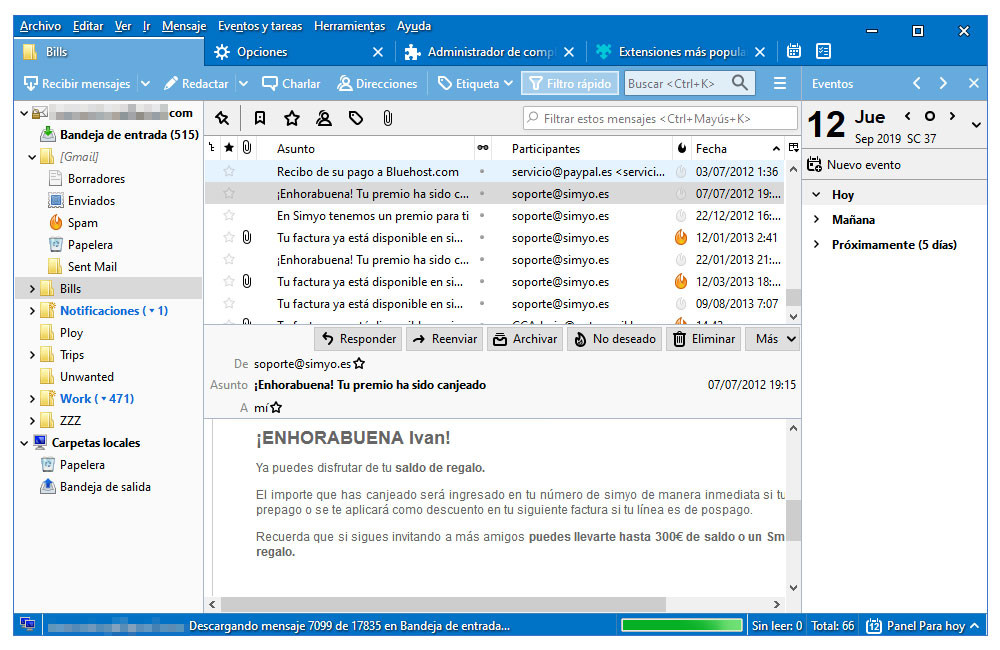 Archivo Editar Ver Ir Mensaje Eventos y tareas Herramientas Ayuda
Bills Opciones Administrador de comp Extensiones más popula
Recibir mensajes Redactar Charlar Direcciones Etiqueta Filtro rápido Buscar <Ctrl+K> Eventos
com
Bandeja de entrada (515)
[Gmail]
Borradores
Enviados
Spam
Papelera
Sent Mail
Bills
Notificaciones (▾ 1)
Ploy
Trips
Unwanted
Work (▾ 471)
ZZZ
Carpetas locales
Papelera
Bandeja de salida
Filtrar estos mensajes <Ctrl+Mayús+K>
Asunto Participantes Fecha
Recibo de su pago a Bluehost.com servicio@paypal.es <servici... 03/07/2012 1:36
¡Enhorabuena! Tu premio ha sido c... soporte@simyo.es 07/07/2012 19:...
En Simyo tenemos un premio para ti soporte@simyo.es 22/12/2012 16:...
Tu factura ya está disponible en si... soporte@simyo.es 12/01/2013 2:41
¡Enhorabuena! Tu premio ha sido c... soporte@simyo.es 22/01/2013 21:...
Tu factura ya está disponible en si... soporte@simyo.es 12/03/2013 18:...
Tu factura ya está disponible en si... soporte@simyo.es 09/08/2013 7:07
Responder Reenviar Archivar No deseado Eliminar Más
De soporte@simyo.es
Asunto ¡Enhorabuena! Tu premio ha sido canjeado 07/07/2012 19:15
A mí
¡ENHORABUENA Ivan!
Ya puedes disfrutar de tu saldo de regalo.
El importe que has canjeado será ingresado en tu número de simyo de manera inmediata si tu
prepago o se te aplicará como descuento en tu siguiente factura si tu línea es de pospago.
Recuerda que si sigues invitando a más amigos puedes llevarte hasta 300€ de saldo o un Sm
regalo.
12 Jue
Sep 2019 SC 37
Nuevo evento
Hoy
Mañana
Próximamente (5 días)
Descargando mensaje 7099 de 17835 en Bandeja de entrada... Sin leer: 0 Total: 66 12 Panel Para hoy